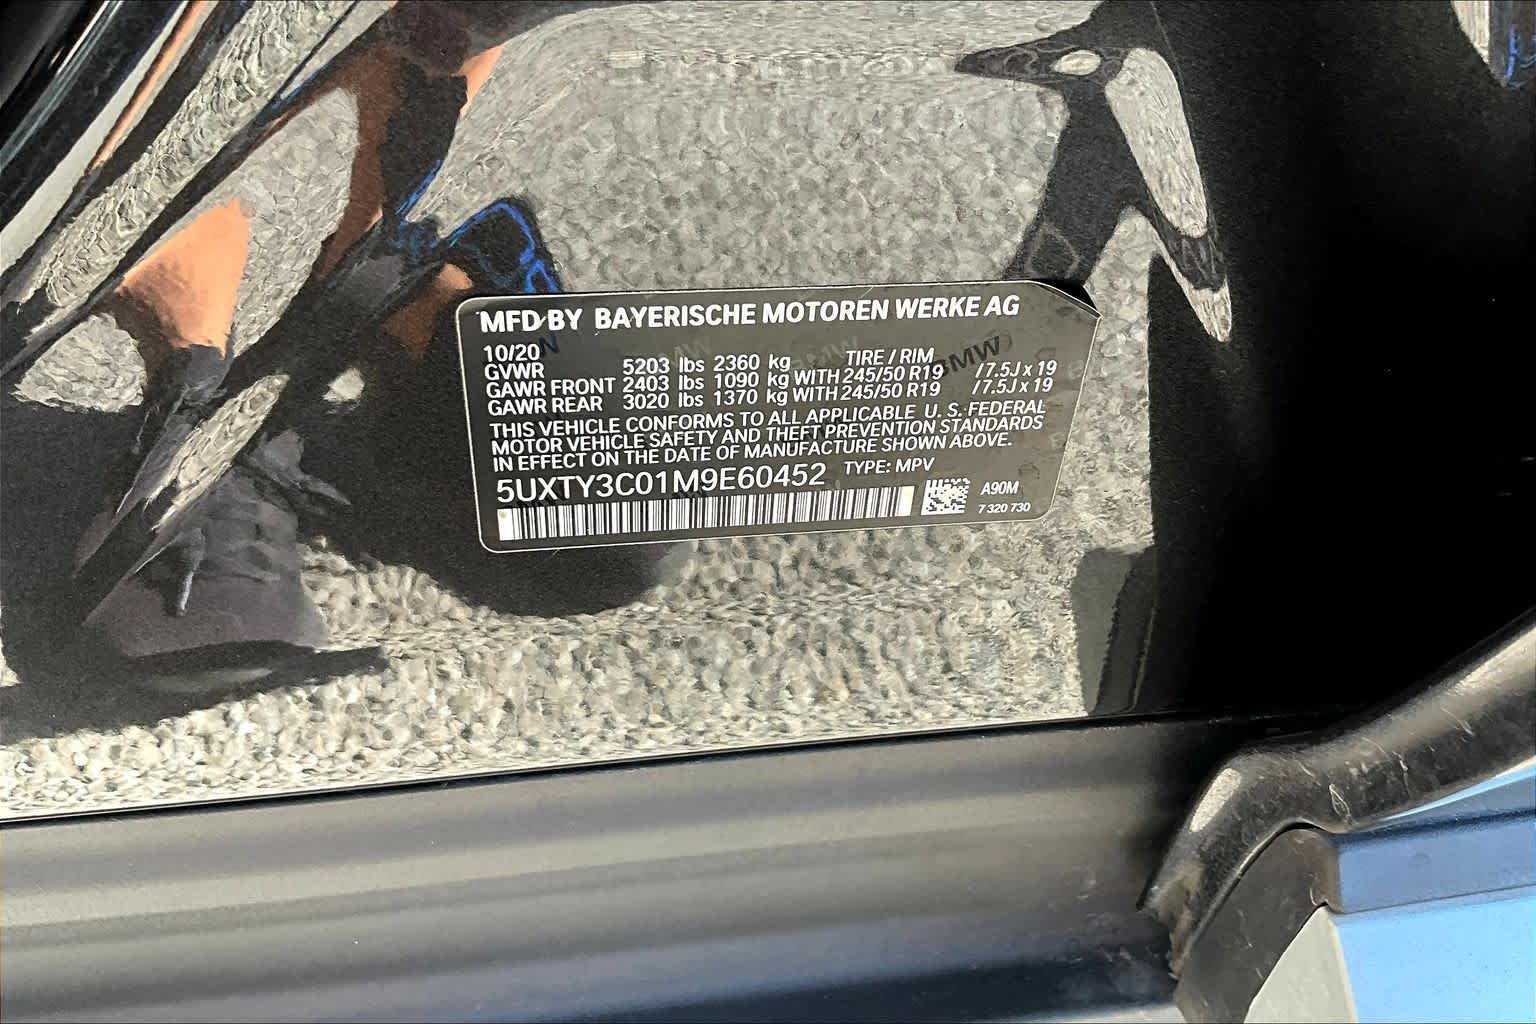 MFD BY BAYERISCHE MOTOREN WERKE AG
10/20
GVWR 5203 lbs 2360 kg TIRE / RIM
GAWR FRONT 2403 lbs 1090 kg WITH 245/50 R19 / 7.5J x 19
GAWR REAR 3020 lbs 1370 kg WITH 245/50 R19 / 7.5J x 19
THIS VEHICLE CONFORMS TO ALL APPLICABLE U. S. FEDERAL
MOTOR VEHICLE SAFETY AND THEFT PREVENTION STANDARDS
IN EFFECT ON THE DATE OF MANUFACTURE SHOWN ABOVE.
5UXTY3C01M9E60452 TYPE: MPV
A90M
7 320 730